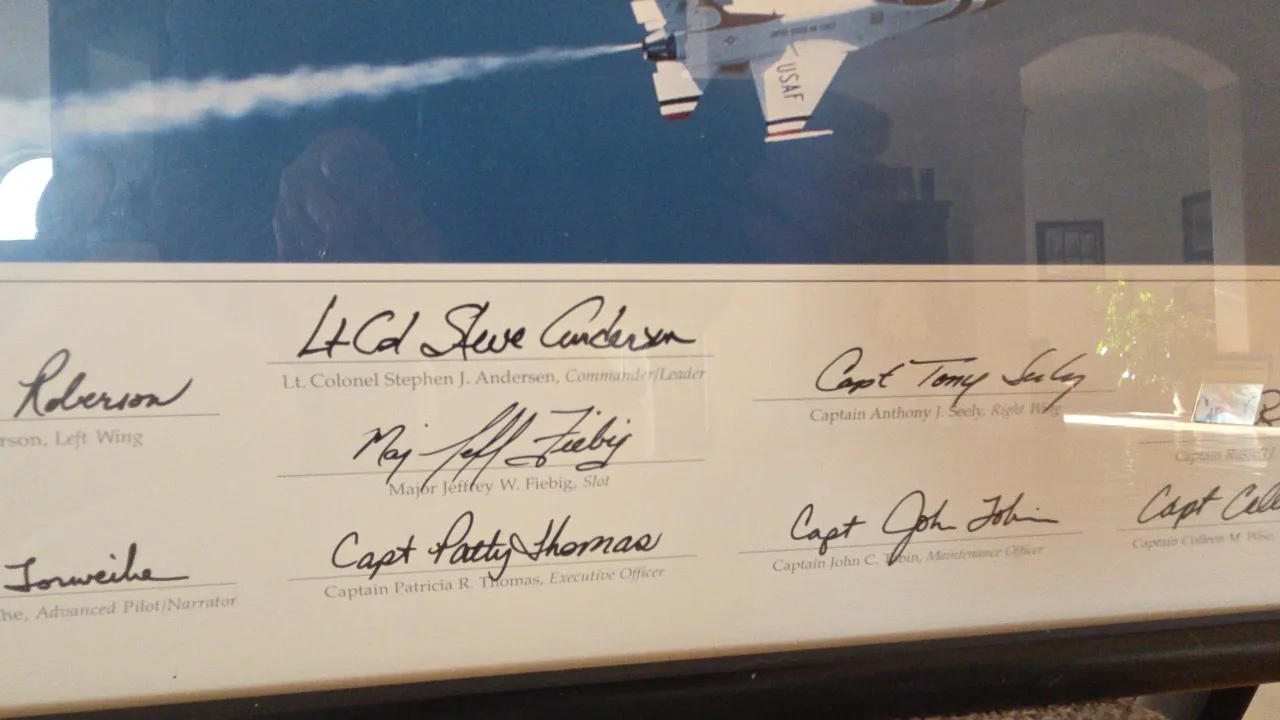 UNITED STATES AIR FORCE
USAF
Lt Col Steve Andersen
Lt. Colonel Stephen J. Andersen, Commander/Leader
Roberson
rson, Left Wing
Capt Tony Seely
Captain Anthony J. Seely, Right Wing
Maj Jeff Fiebig
Major Jeffrey W. Fiebig, Slot
Captain Russell J.
Torweihe
he, Advanced Pilot/Narrator
Capt Patty Thomas
Captain Patricia R. Thomas, Executive Officer
Capt John Tobin
Captain John C. Tobin, Maintenance Officer
Capt Colle
Captain Colleen M. Wise,